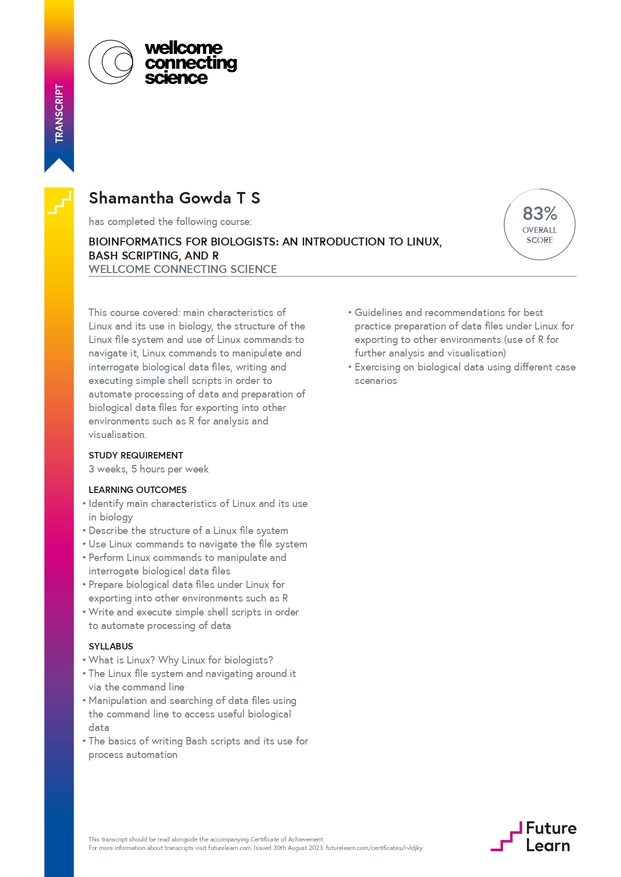 TRANSCRIPT
wellcome
connecting
science
Shamantha Gowda T S
has completed the following course:
BIOINFORMATICS FOR BIOLOGISTS: AN INTRODUCTION TO LINUX,
BASH SCRIPTING, AND R
WELLCOME CONNECTING SCIENCE
83%
OVERALL
SCORE
This course covered: main characteristics of
Linux and its use in biology, the structure of the
Linux file system and use of Linux commands to
navigate it, Linux commands to manipulate and
interrogate biological data files, writing and
executing simple shell scripts in order to
automate processing of data and preparation of
biological data files for exporting into other
environments such as R for analysis and
visualisation.
STUDY REQUIREMENT
3 weeks, 5 hours per week
LEARNING OUTCOMES
• Identify main characteristics of Linux and its use
in biology
• Describe the structure of a Linux file system
• Use Linux commands to navigate the file system
• Perform Linux commands to manipulate and
interrogate biological data files
• Prepare biological data files under Linux for
exporting into other environments such as R
• Write and execute simple shell scripts in order
to automate processing of data
SYLLABUS
• What is Linux? Why Linux for biologists?
• The Linux file system and navigating around it
via the command line
• Manipulation and searching of data files using
the command line to access useful biological
data
• The basics of writing Bash scripts and its use for
process automation
• Guidelines and recommendations for best
practice preparation of data files under Linux for
exporting to other environments (use of R for
further analysis and visualisation)
• Exercising on biological data using different case
scenarios
This transcript should be read alongside the accompanying Certificate of Achievement.
For more information about transcripts visit futurelearn.com. Issued 30th August 2023. futurelearn.com/certificates/rvldjky
Future
Learn